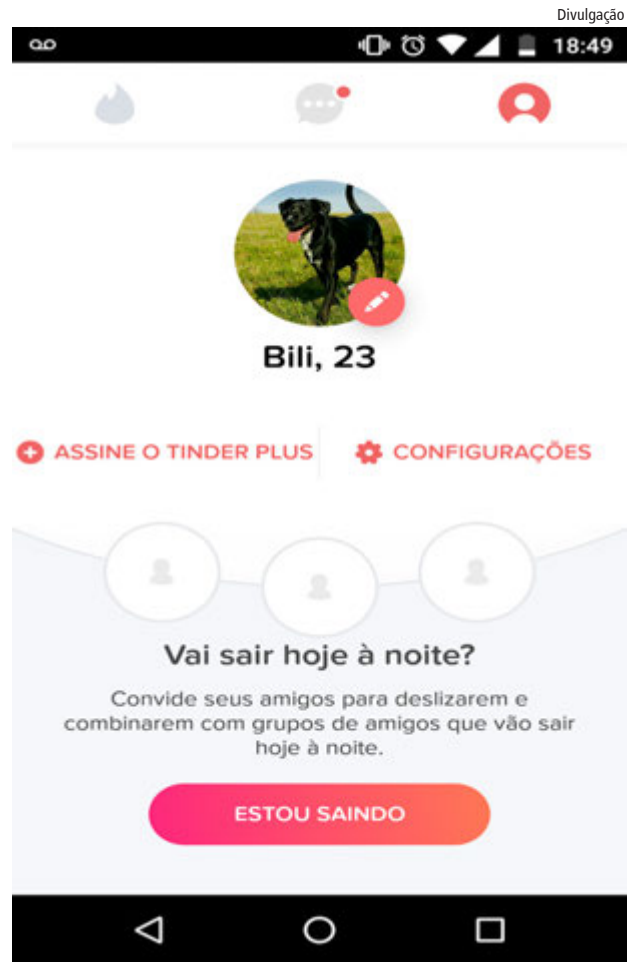 Divulgação
18:49
Bili, 23
ASSINE O TINDER PLUS
CONFIGURAÇÕES
Vai sair hoje à noite?
Convide seus amigos para deslizarem e
combinarem com grupos de amigos que vão sair
hoje à noite.
ESTOU SAINDO